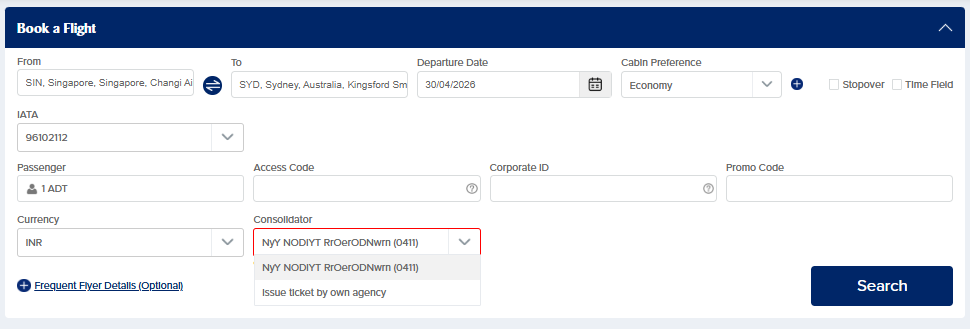 Book a Flight
From
To
Departure Date
Cabin Preference
SIN, Singapore, Singapore, Changi Ai
SYD, Sydney, Australia, Kingsford Sm
30/04/2026
Economy
Stopover
Time Field
IATA
96102112
Passenger
Access Code
Corporate ID
Promo Code
1 ADT
Currency
Consolidator
INR
NyY NODIYT RrOerODNwrn (0411)
NyY NODIYT RrOerODNwrn (0411)
Issue ticket by own agency
Frequent Flyer Details (Optional)
Search